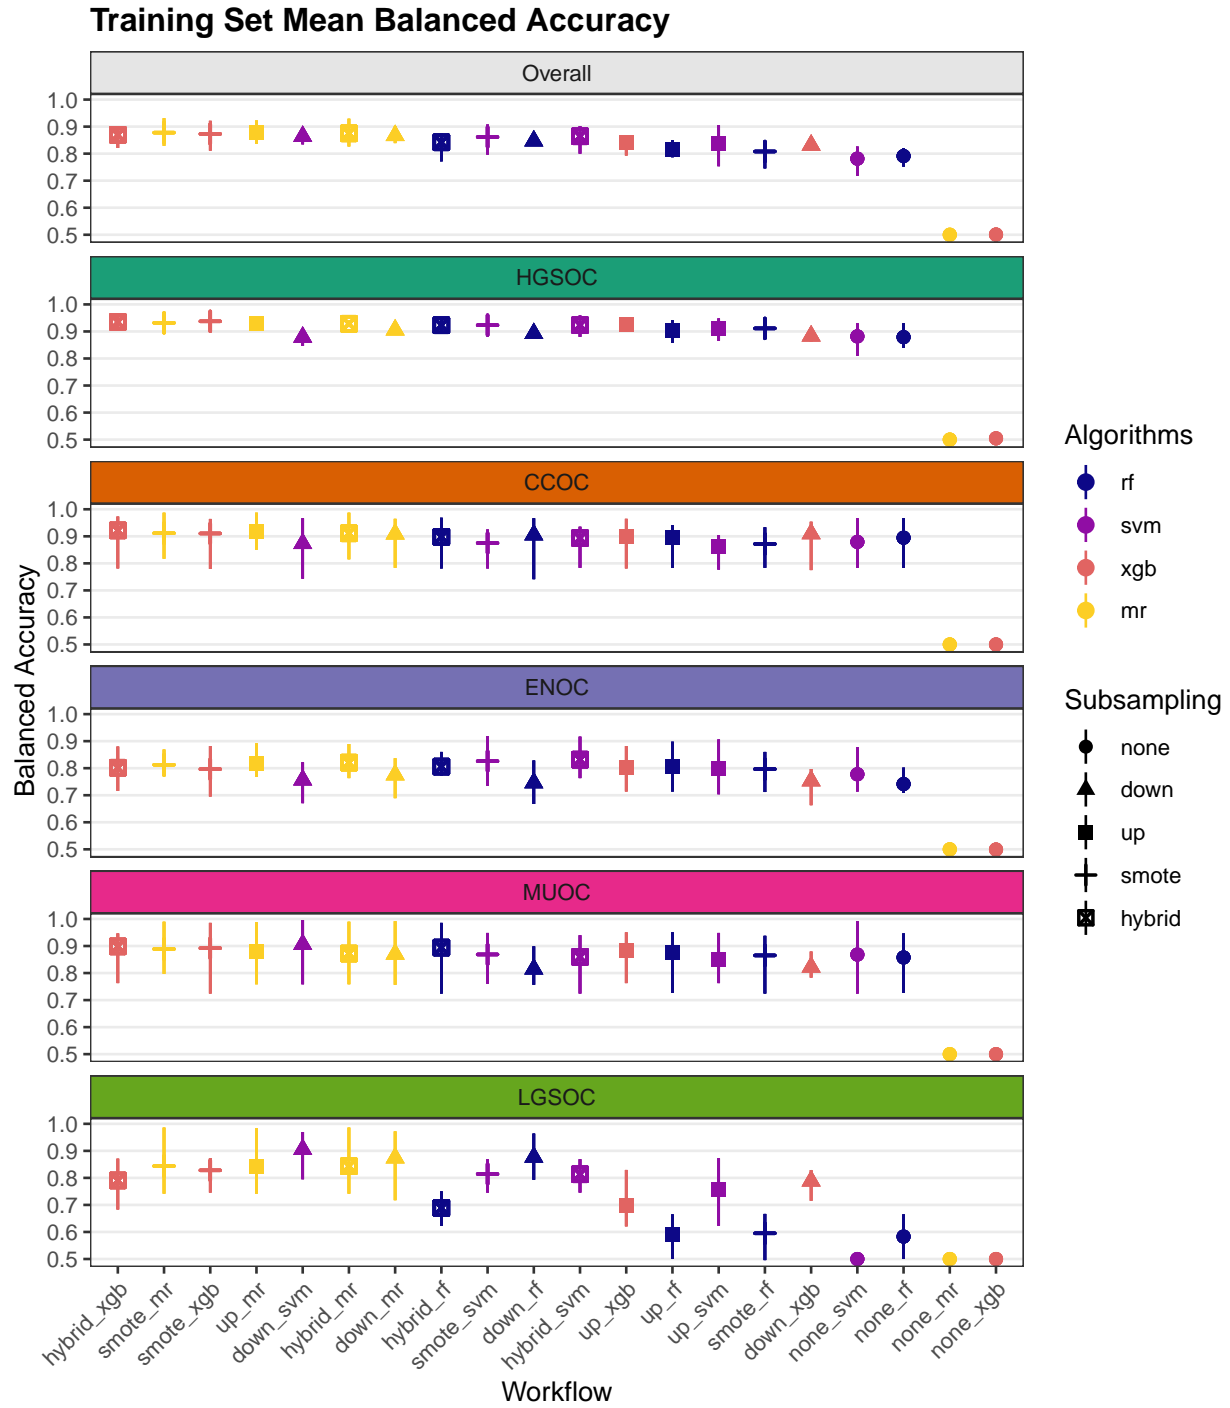 Training Set Mean Balanced Accuracy
Overall
1.0
0.9
0.8
0.7
0.6
0.5
HGSOC
1.0
0.9
0.8
0.7
0.6
0.5
CCOC
1.0
0.9
0.8
0.7
0.6
0.5
ENOC
1.0
0.9
0.8
0.7
0.6
0.5
MUOC
1.0
0.9
0.8
0.7
0.6
0.5
LGSOC
1.0
0.9
0.8
0.7
0.6
0.5
Balanced Accuracy
hybrid_xgb
smote_mr
smote_xgb
up_mr
down_svm
hybrid_mr
down_mr
hybrid_rf
smote_svm
down_rf
hybrid_svm
up_xgb
up_rf
up_svm
smote_rf
down_xgb
none_svm
none_rf
none_mr
none_xgb
Workflow
Algorithms
rf
svm
xgb
mr
Subsampling
none
down
up
smote
hybrid